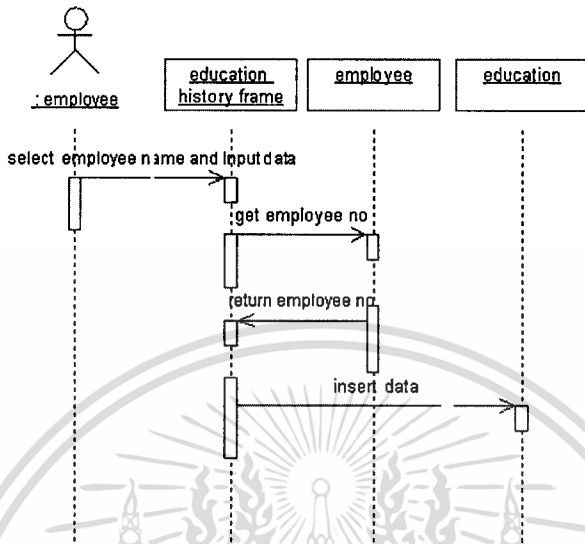 education
history frame
employee
education
: employee
select employee name and input data
get employee no
return employee no
insert data